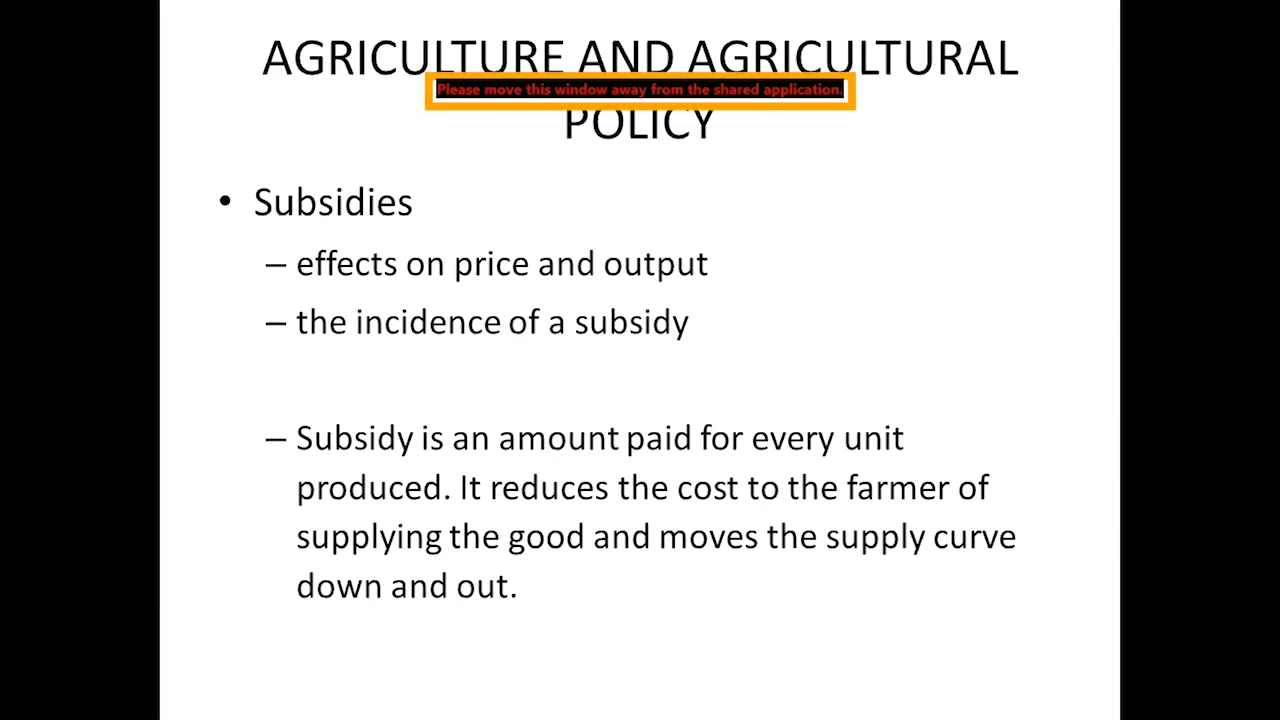 AGRICULTURE AND AGRICULTURAL
Please move this window away from the shared application.
POLICY
• Subsidies
– effects on price and output
– the incidence of a subsidy
– Subsidy is an amount paid for every unit
produced. It reduces the cost to the farmer of
supplying the good and moves the supply curve
down and out.